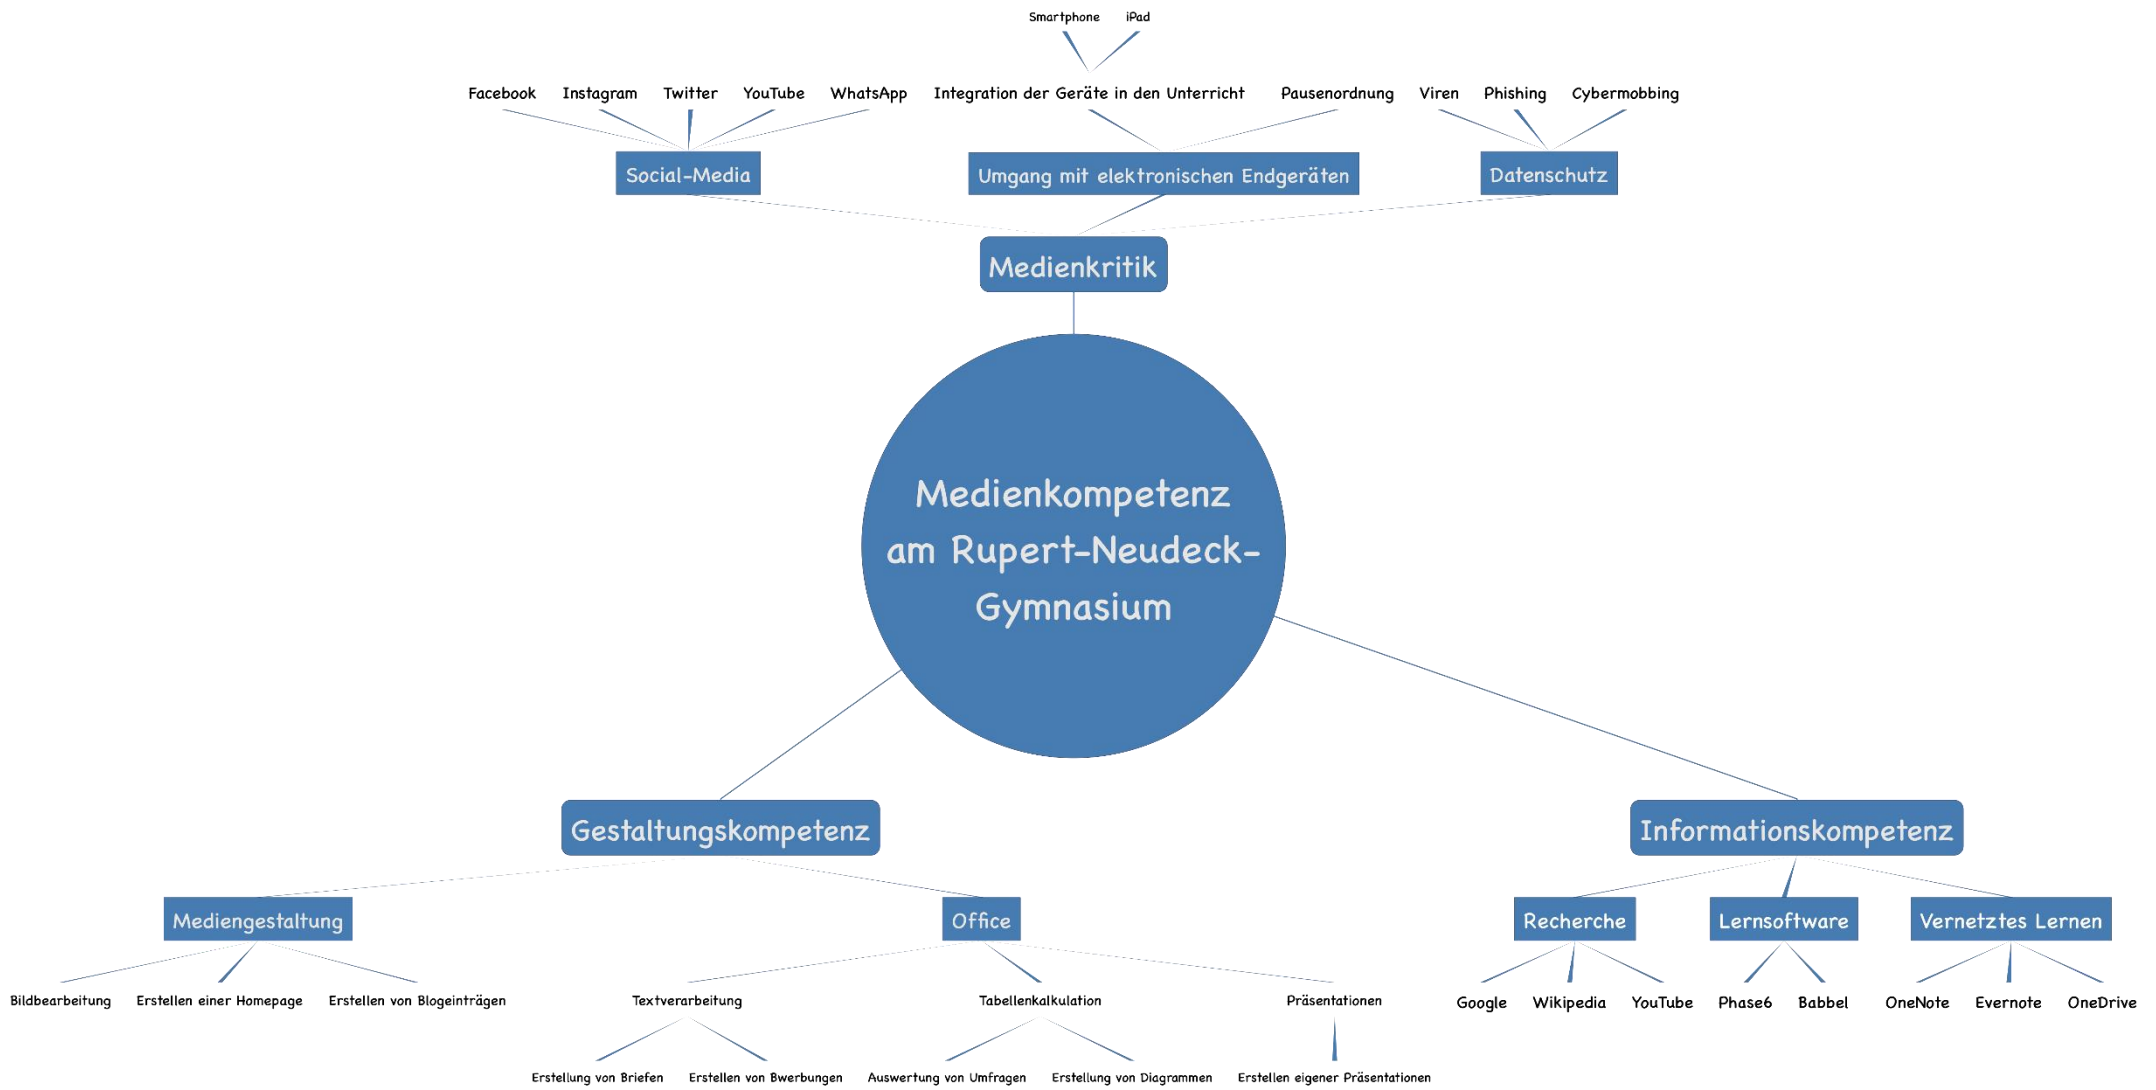 Smartphone iPad
Facebook Instagram Twitter YouTube WhatsApp Integration der Geräte in den Unterricht Pausenordnung Viren Phishing Cybermobbing
Social-Media Umgang mit elektronischen Endgeräten Datenschutz
Medienkritik
Medienkompetenz
am Rupert-Neudeck-
Gymnasium
Gestaltungskompetenz Informationskompetenz
Mediengestaltung Office Recherche Lernsoftware Vernetztes Lernen
Bildbearbeitung Erstellen einer Homepage Erstellen von Blogeinträgen Textverarbeitung Tabellenkalkulation Präsentationen Google Wikipedia YouTube Phase6 Babbel OneNote Evernote OneDrive
Erstellung von Briefen Erstellen von Bwerbungen Auswertung von Umfragen Erstellung von Diagrammen Erstellen eigener Präsentationen